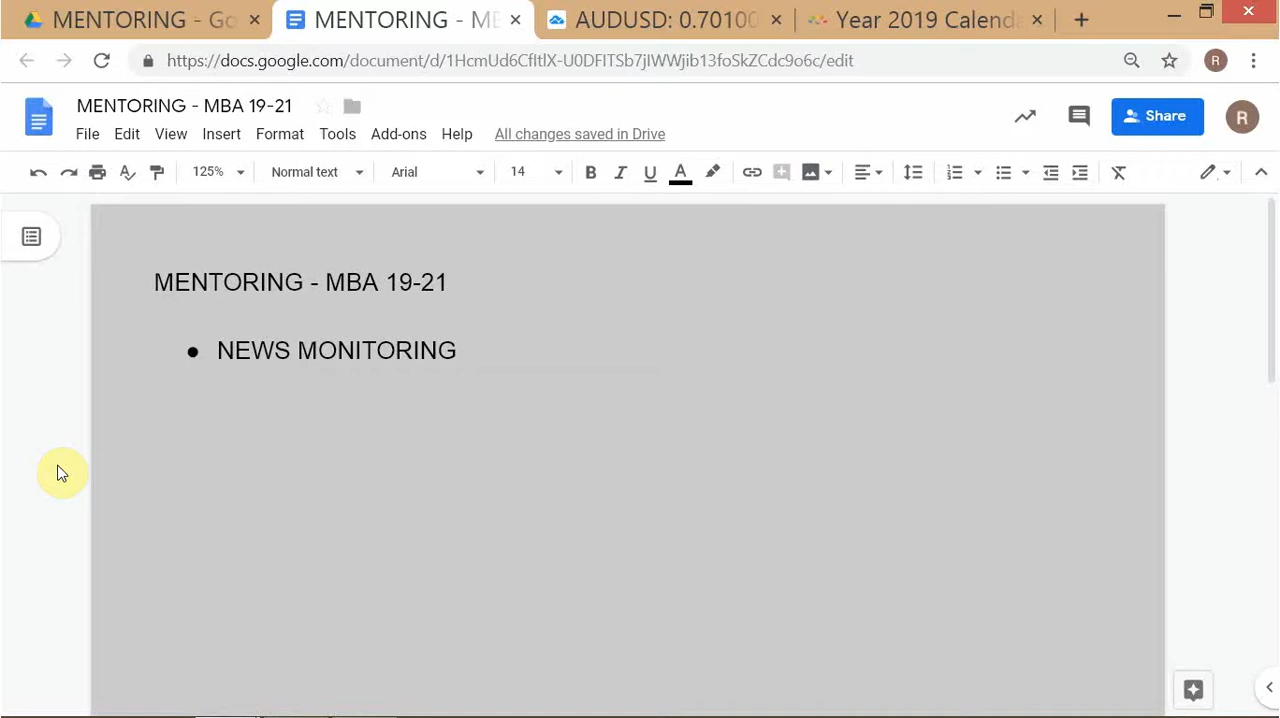 MENTORING - Go
MENTORING - ME
AUDUSD: 0.70100
Year 2019 Calenda
https://docs.google.com/document/d/1HcmUd6CfItlX-U0DFITSb7jIWWjib13foSkZCdc9o6c/edit
R
MENTORING - MBA 19-21
Share
R
File Edit View Insert Format Tools Add-ons Help All changes saved in Drive
125% Normal text Arial 14 B I U A
MENTORING - MBA 19-21
● NEWS MONITORING